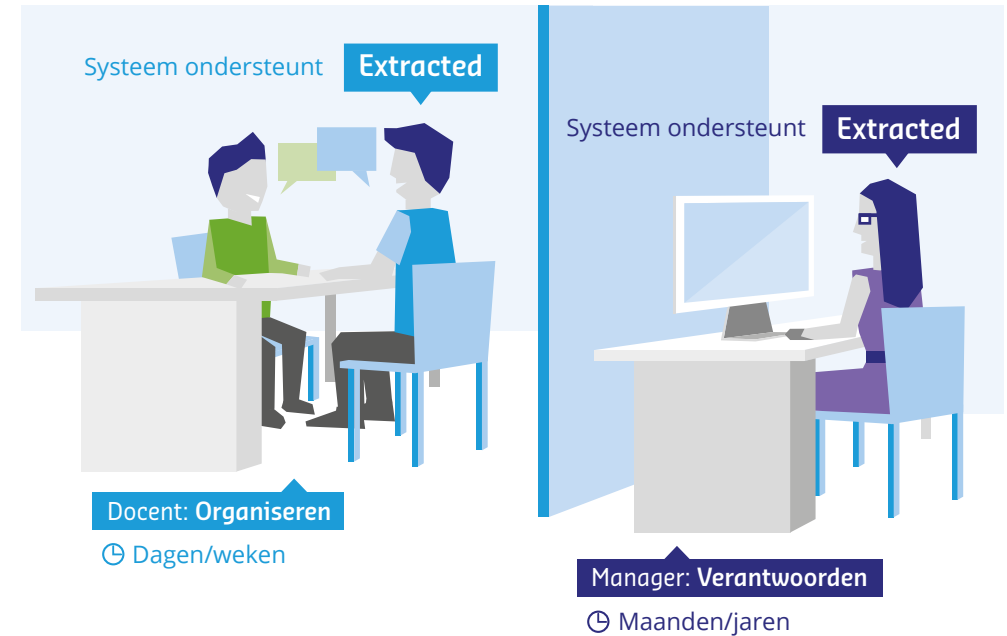 Systeem ondersteunt Extracted
Docent: Organiseren
Dagen/weken
Systeem ondersteunt Extracted
Manager: Verantwoorden
Maanden/jaren